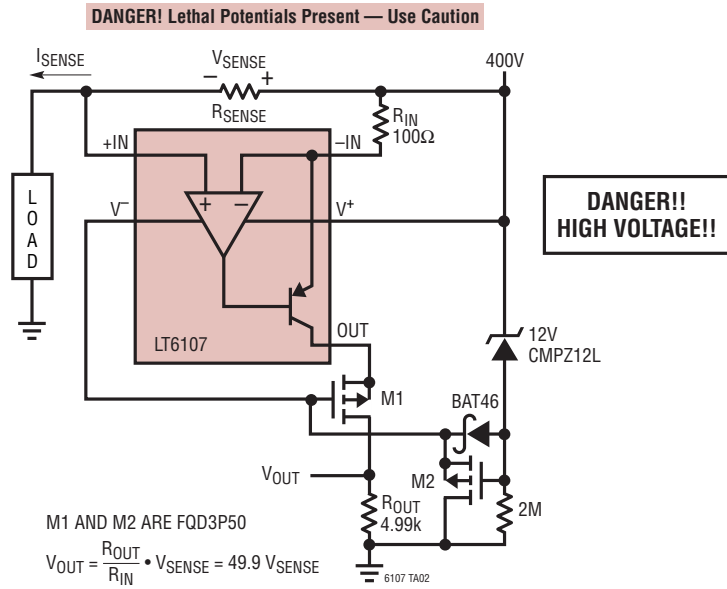 DANGER! Lethal Potentials Present — Use Caution
ISENSE
VSENSE
− +
RSENSE
400V
RIN
100Ω
+IN
–IN
LOAD
V–
+ −
V+
DANGER!!
HIGH VOLTAGE!!
LT6107
OUT
12V
CMPZ12L
M1
BAT46
VOUT
M2
ROUT
4.99k
2M
M1 AND M2 ARE FQD3P50
VOUT = ROUT/RIN • VSENSE = 49.9 VSENSE
6107 TA02